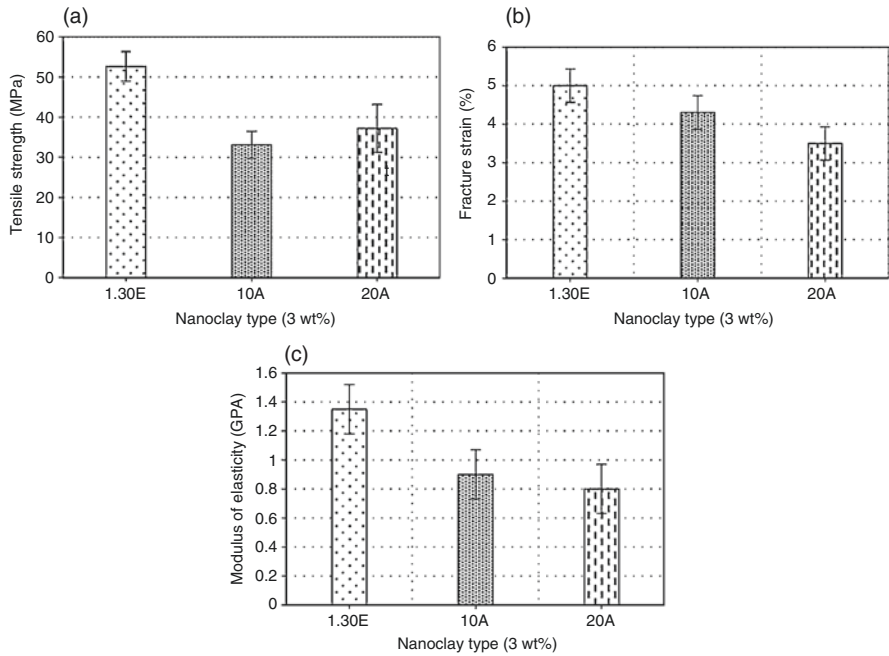 (a)
Tensile strength (MPa)
60
50
40
30
20
10
0
1.30E 10A 20A
Nanoclay type (3 wt%)
(b)
Fracture strain (%)
6
5
4
3
2
1
0
1.30E 10A 20A
Nanoclay type (3 wt%)
(c)
Modulus of elasticity (GPA)
1.6
1.4
1.2
1
0.8
0.6
0.4
0.2
0
1.30E 10A 20A
Nanoclay type (3 wt%)